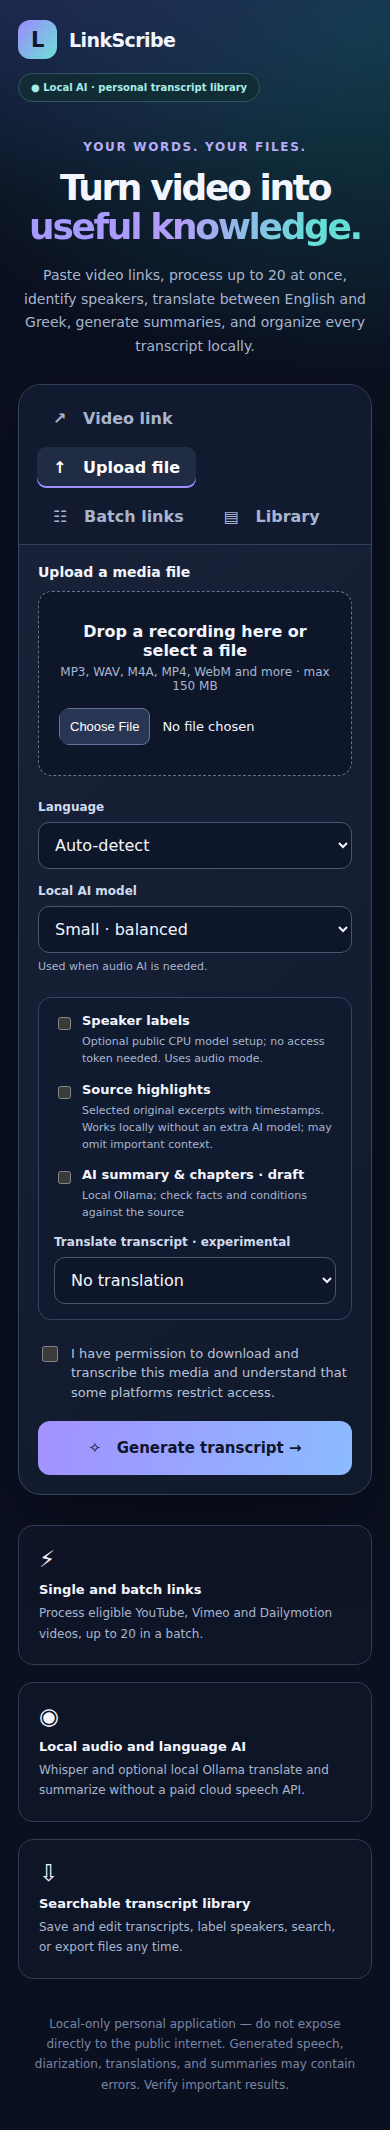 L LinkScribe
● Local AI · personal transcript library
YOUR WORDS. YOUR FILES.
Turn video into
useful knowledge.
Paste video links, process up to 20 at once,
identify speakers, translate between English and
Greek, generate summaries, and organize every
transcript locally.
↗ Video link
↑ Upload file
☷ Batch links ▤ Library
Upload a media file
Drop a recording here or
select a file
MP3, WAV, M4A, MP4, WebM and more · max
150 MB
Choose File No file chosen
Language
Auto-detect
Local AI model
Small · balanced
Used when audio AI is needed.
Speaker labels
Optional public CPU model setup; no access
token needed. Uses audio mode.
Source highlights
Selected original excerpts with timestamps.
Works locally without an extra AI model; may
omit important context.
AI summary & chapters · draft
Local Ollama; check facts and conditions
against the source
Translate transcript · experimental
No translation
I have permission to download and
transcribe this media and understand that
some platforms restrict access.
✧ Generate transcript →
⚡
Single and batch links
Process eligible YouTube, Vimeo and Dailymotion
videos, up to 20 in a batch.
◉
Local audio and language AI
Whisper and optional local Ollama translate and
summarize without a paid cloud speech API.
⇩
Searchable transcript library
Save and edit transcripts, label speakers, search,
or export files any time.
Local-only personal application — do not expose
directly to the public internet. Generated speech,
diarization, translations, and summaries may contain
errors. Verify important results.